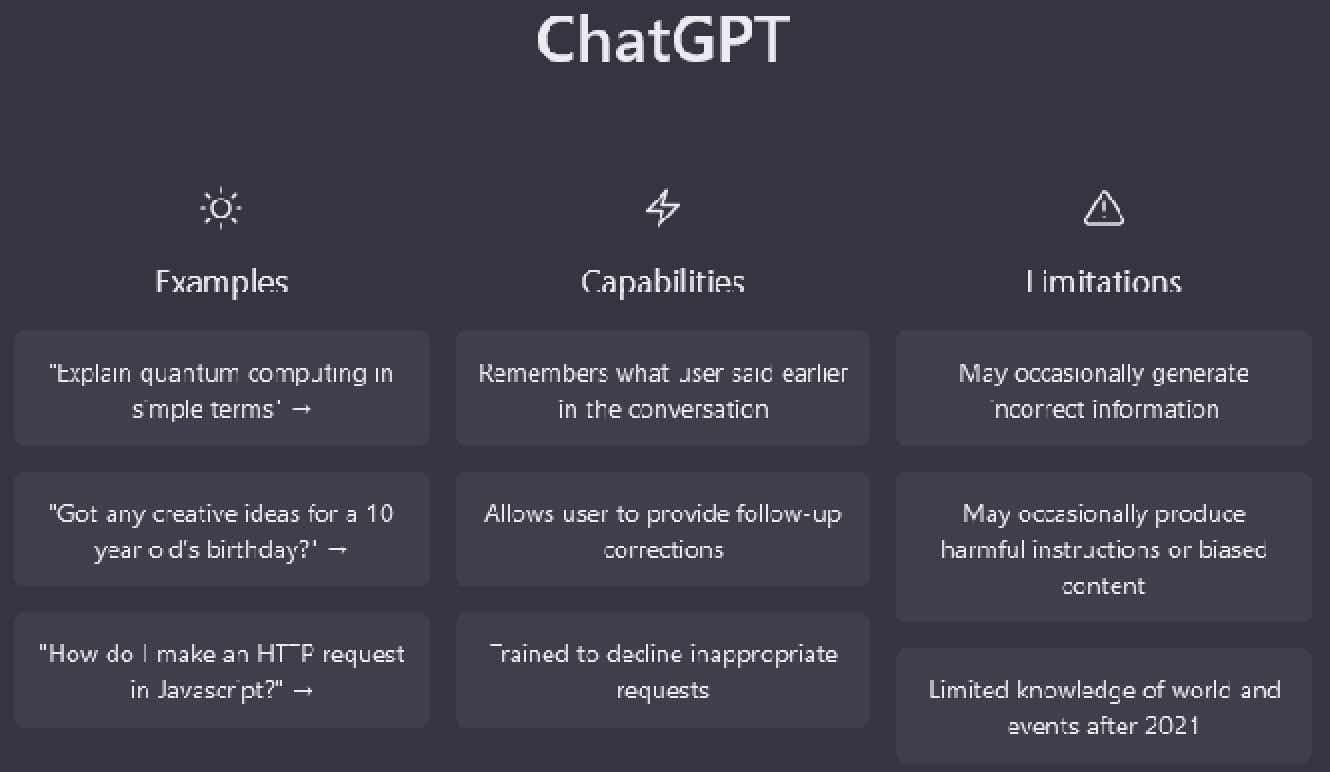 ChatGPT
Examples
"Explain quantum computing in
simple terms" →
"Got any creative ideas for a 10
year old's birthday?" →
"How do I make an HTTP request
in Javascript?" →
Capabilities
Remembers what user said earlier
in the conversation
Allows user to provide follow-up
corrections
Trained to decline inappropriate
requests
Limitations
May occasionally generate
incorrect information
May occasionally produce
harmful instructions or biased
content
Limited knowledge of world and
events after 2021